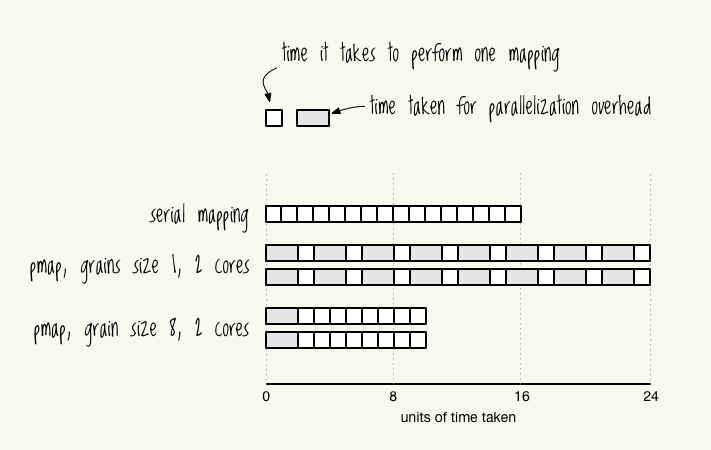 time it takes to perform one mapping
time taken for parallelization overhead
serial mapping
pmap, grains size 1, 2 cores
pmap, grain size 8, 2 cores
0 8 16 24
units of time taken